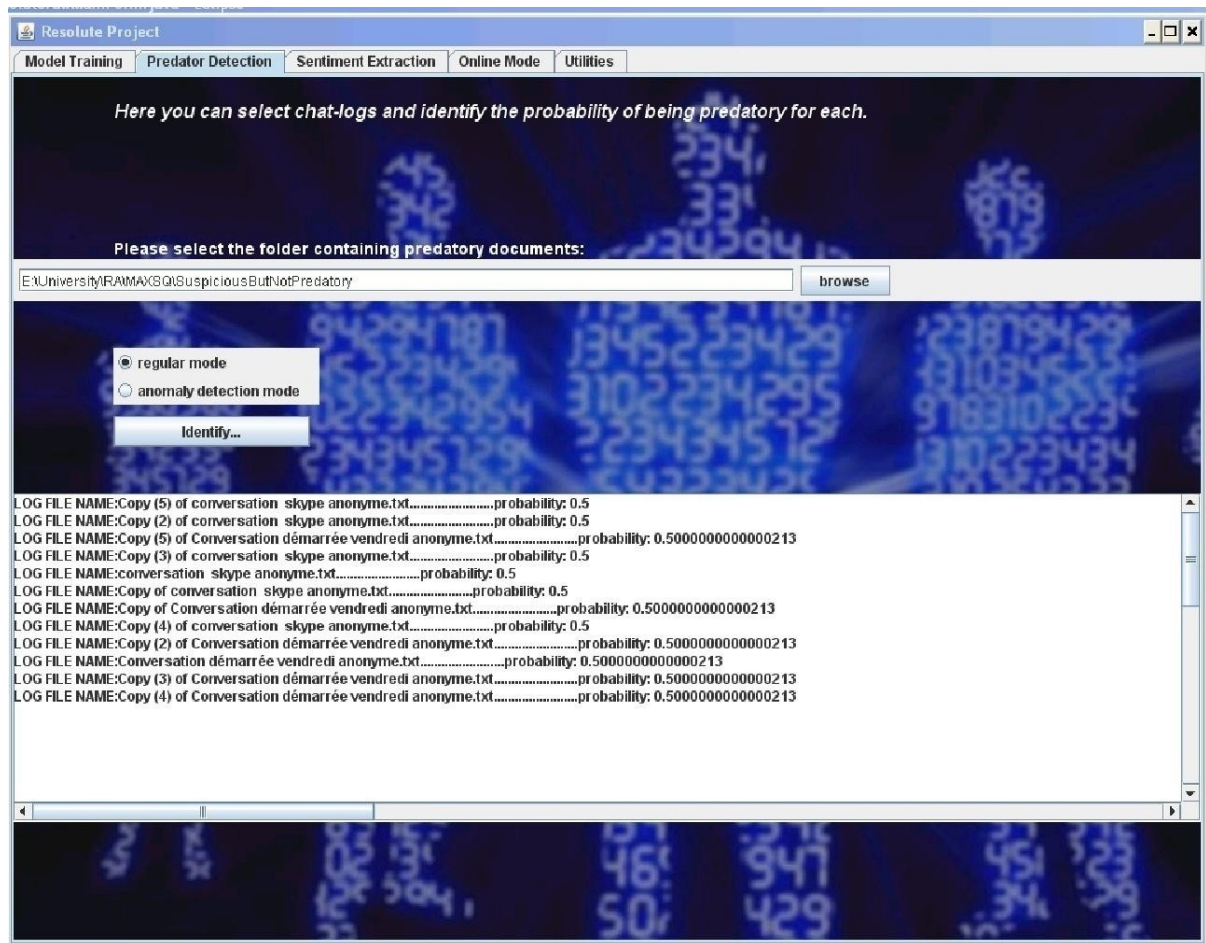 Resolute Project
Model Training Predator Detection Sentiment Extraction Online Mode Utilities
Here you can select chat-logs and identify the probability of being predatory for each.
Please select the folder containing predatory documents:
E:\University\RA\MAXSQ\SuspiciousButNotPredatory browse
regular mode
anomaly detection mode
Identify...
LOG FILE NAME:Copy (5) of conversation skype anonyme.txt........................probability: 0.5
LOG FILE NAME:Copy (2) of conversation skype anonyme.txt........................probability: 0.5
LOG FILE NAME:Copy (5) of Conversation démarrée vendredi anonyme.txt........................probability: 0.5000000000000213
LOG FILE NAME:Copy (3) of conversation skype anonyme.txt........................probability: 0.5
LOG FILE NAME:conversation skype anonyme.txt........................probability: 0.5
LOG FILE NAME:Copy of conversation skype anonyme.txt........................probability: 0.5
LOG FILE NAME:Copy of Conversation démarrée vendredi anonyme.txt........................probability: 0.5000000000000213
LOG FILE NAME:Copy (4) of conversation skype anonyme.txt........................probability: 0.5
LOG FILE NAME:Copy (2) of Conversation démarrée vendredi anonyme.txt........................probability: 0.5000000000000213
LOG FILE NAME:Conversation démarrée vendredi anonyme.txt........................probability: 0.5000000000000213
LOG FILE NAME:Copy (3) of Conversation démarrée vendredi anonyme.txt........................probability: 0.5000000000000213
LOG FILE NAME:Copy (4) of Conversation démarrée vendredi anonyme.txt........................probability: 0.5000000000000213